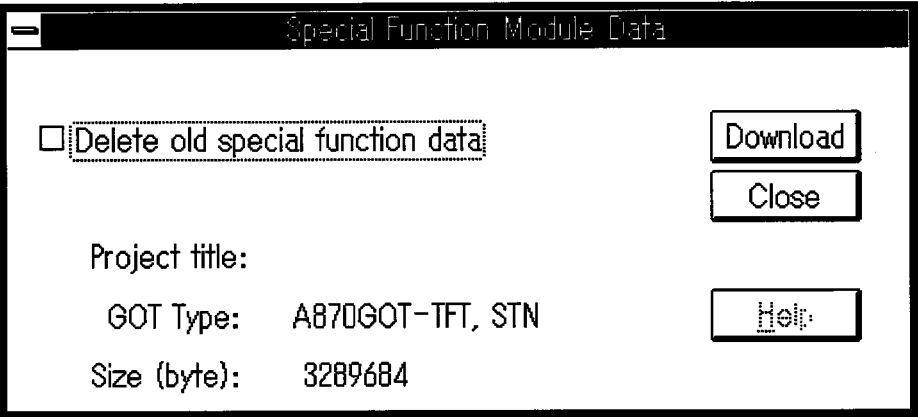 Special Function Module Data
Delete old special function data
Download
Close
Project title:
GOT Type: A870GOT-TFT, STN
Help
Size (byte): 3289684